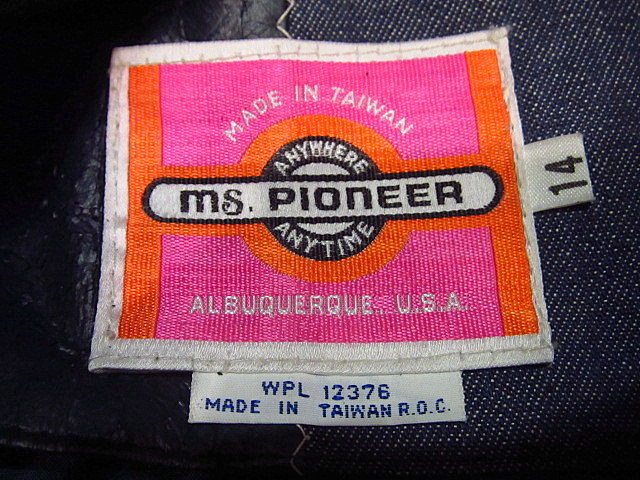 MADE IN TAIWAN
ANYWHERE
ms. PIONEER
ANYTIME
ALBUQUERQUE. U.S.A.
14
WPL 12376
MADE IN TAIWAN R.O.C.